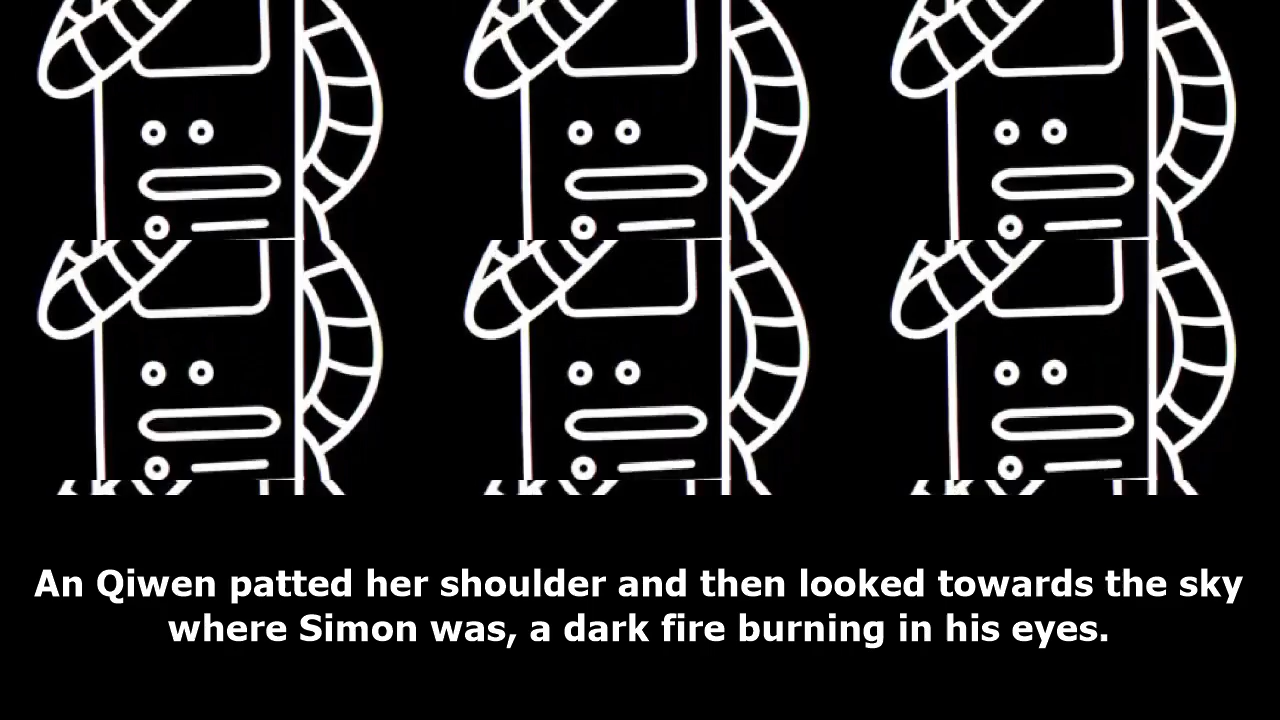 An Qiwen patted her shoulder and then looked towards the sky
where Simon was, a dark fire burning in his eyes.